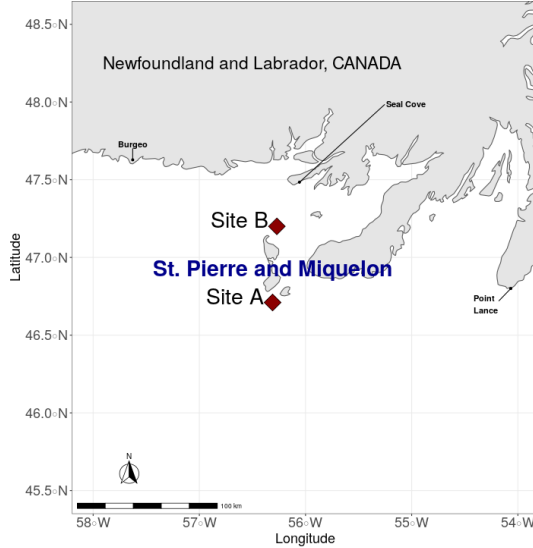 48.5°N
Newfoundland and Labrador, CANADA
48.0°N
Seal Cove
Burgeo
47.5°N
Site B
47.0°N
St. Pierre and Miquelon
Site A
Point
Lance
46.5°N
46.0°N
N
45.5°N
100 km
58°W 57°W 56°W 55°W 54°W
Longitude
Latitude